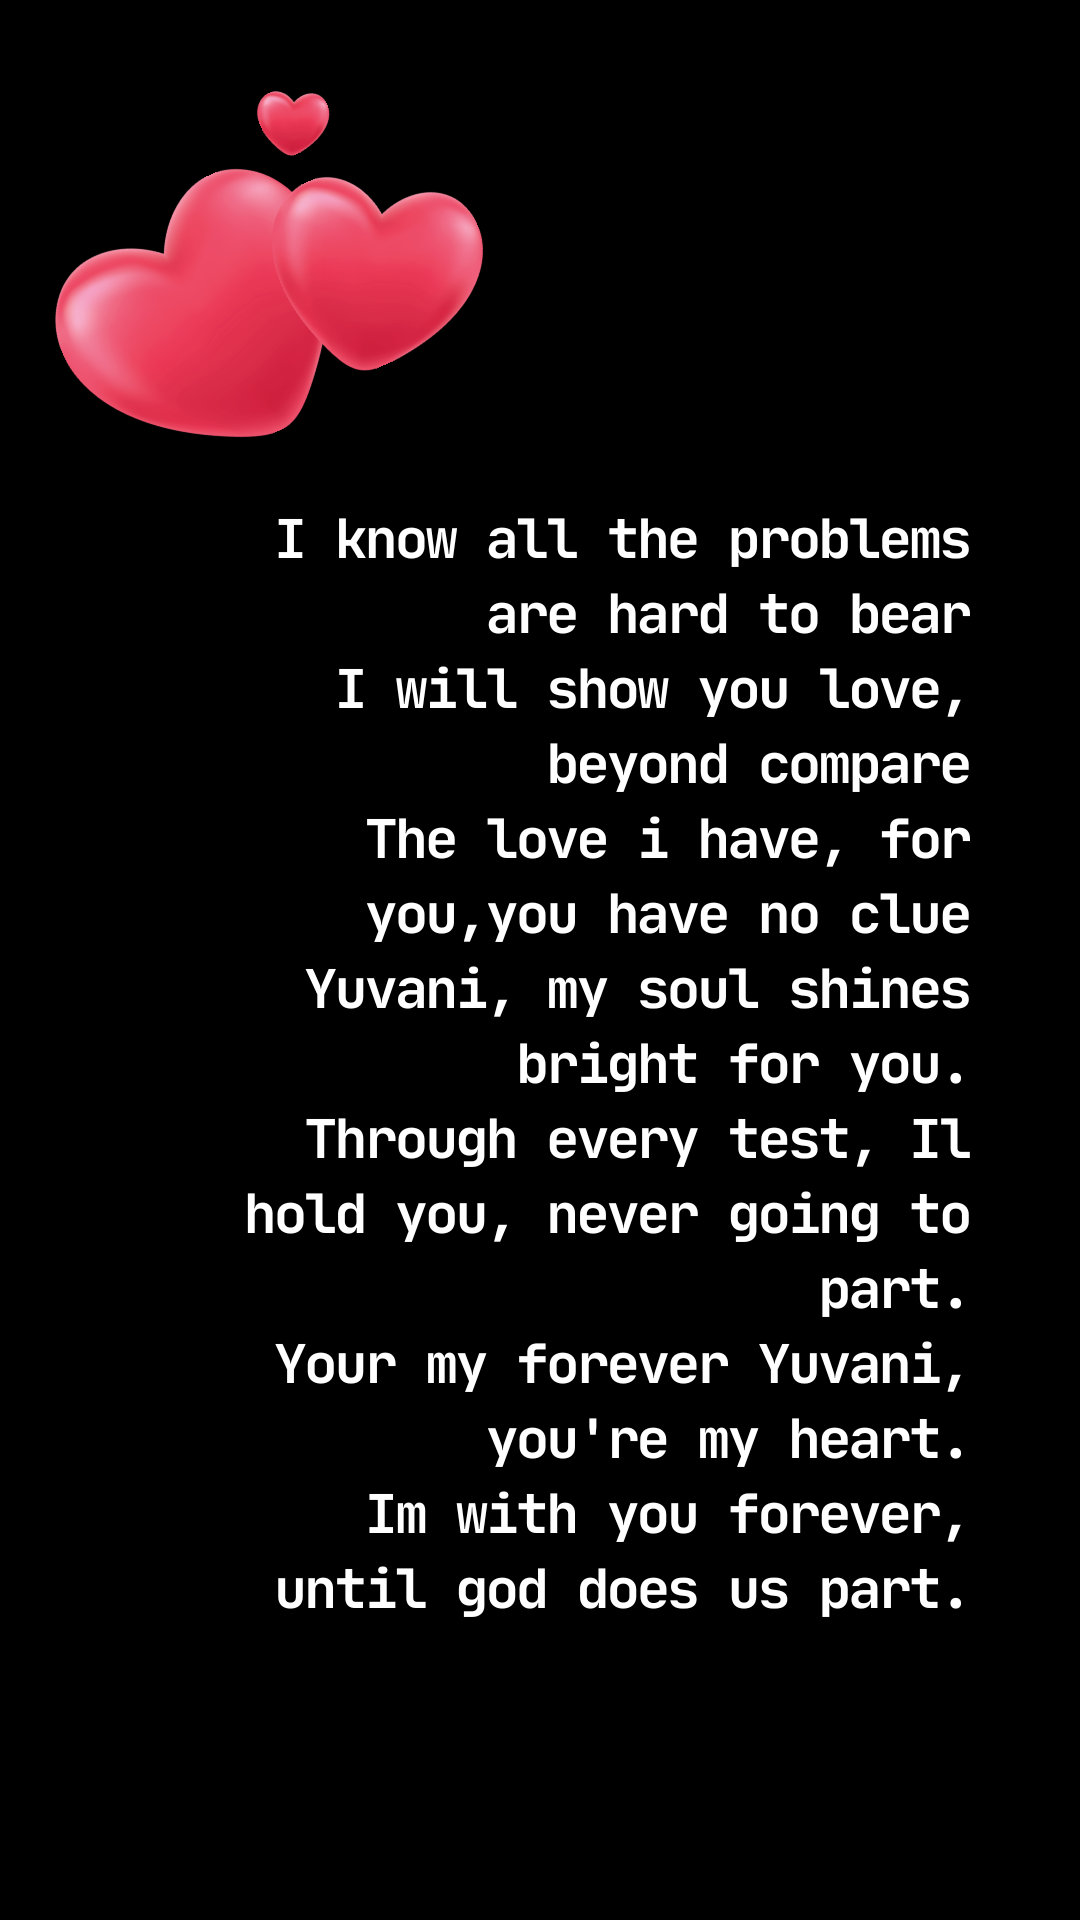 I know all the problems
are hard to bear
I will show you love,
beyond compare
The love i have, for
you,you have no clue
Yuvani, my soul shines
bright for you.
Through every test, Il
hold you, never going to
part.
Your my forever Yuvani,
you're my heart.
Im with you forever,
until god does us part.